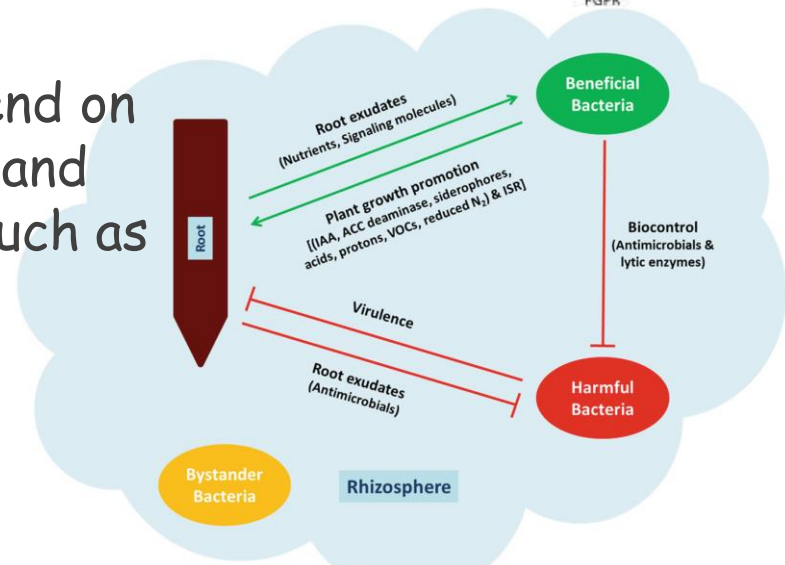 PGPR
end on
and
uch as
Beneficial
Bacteria
Root exudates
(Nutrients, Signaling molecules)
Plant growth promotion
[(IAA, ACC deaminase, siderophores,
acids, protons, VOCs, reduced N₂) & ISR]
Root
Biocontrol
(Antimicrobials &
lytic enzymes)
Virulence
Root exudates
(Antimicrobials)
Harmful
Bacteria
Bystander
Bacteria
Rhizosphere